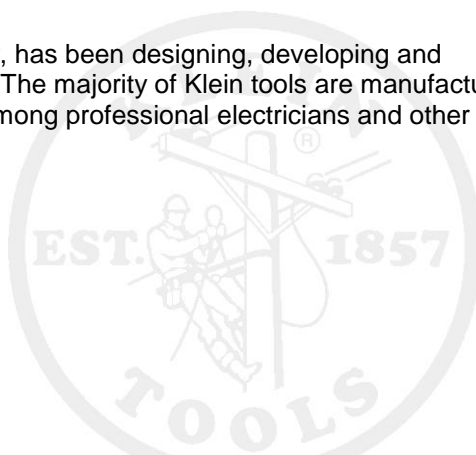 , has been designing, developing and
The majority of Klein tools are manufactu
mong professional electricians and other
KLEIN
®
EST. 1857
TOOLS